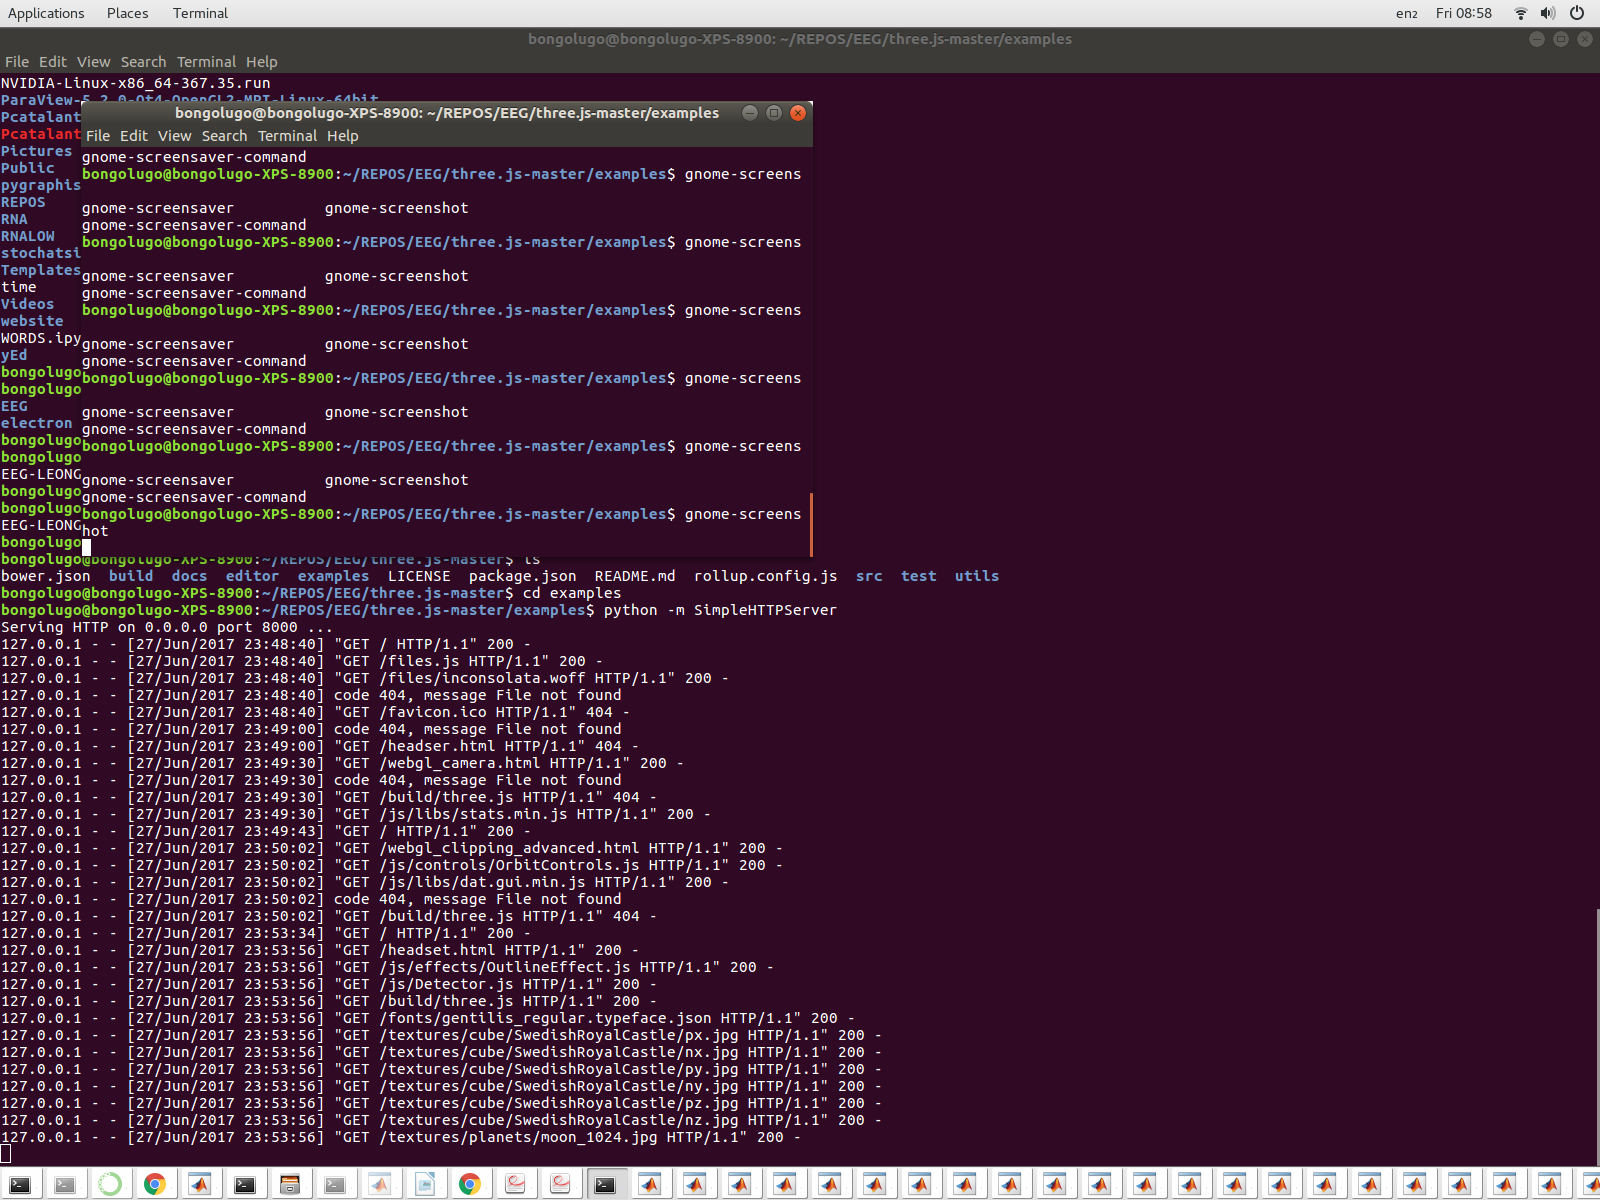 Applications Places Terminal en2 Fri 08:58
bongolugo@bongolugo-XPS-8900: ~/REPOS/EEG/three.js-master/examples
File Edit View Search Terminal Help
NVIDIA-Linux-x86_64-367.35.run
ParaView-5.2.0-Qt4-OpenGL2-MPI-Linux-64bit
Pcatalant
Pcatalant
Pictures
Public
pygraphis
REPOS
RNA
RNALOW
stochatsi
Templates
time
Videos
website
WORDS.ipy
yEd
bongolugo
bongolugo
EEG
electron
bongolugo
bongolugo
EEG-LEONG
bongolugo
bongolugo
EEG-LEONG
bongolugo
bongolugo@bongolugo-XPS-8900:~/REPOS/EEG/three.js-master$ ls
bower.json build docs editor examples LICENSE package.json README.md rollup.config.js src test utils
bongolugo@bongolugo-XPS-8900:~/REPOS/EEG/three.js-master$ cd examples
bongolugo@bongolugo-XPS-8900:~/REPOS/EEG/three.js-master/examples$ python -m SimpleHTTPServer
Serving HTTP on 0.0.0.0 port 8000 ...
127.0.0.1 - - [27/Jun/2017 23:48:40] "GET / HTTP/1.1" 200 -
127.0.0.1 - - [27/Jun/2017 23:48:40] "GET /files.js HTTP/1.1" 200 -
127.0.0.1 - - [27/Jun/2017 23:48:40] "GET /files/inconsolata.woff HTTP/1.1" 200 -
127.0.0.1 - - [27/Jun/2017 23:48:40] code 404, message File not found
127.0.0.1 - - [27/Jun/2017 23:48:40] "GET /favicon.ico HTTP/1.1" 404 -
127.0.0.1 - - [27/Jun/2017 23:49:00] code 404, message File not found
127.0.0.1 - - [27/Jun/2017 23:49:00] "GET /headser.html HTTP/1.1" 404 -
127.0.0.1 - - [27/Jun/2017 23:49:30] "GET /webgl_camera.html HTTP/1.1" 200 -
127.0.0.1 - - [27/Jun/2017 23:49:30] code 404, message File not found
127.0.0.1 - - [27/Jun/2017 23:49:30] "GET /build/three.js HTTP/1.1" 404 -
127.0.0.1 - - [27/Jun/2017 23:49:30] "GET /js/libs/stats.min.js HTTP/1.1" 200 -
127.0.0.1 - - [27/Jun/2017 23:49:43] "GET / HTTP/1.1" 200 -
127.0.0.1 - - [27/Jun/2017 23:50:02] "GET /webgl_clipping_advanced.html HTTP/1.1" 200 -
127.0.0.1 - - [27/Jun/2017 23:50:02] "GET /js/controls/OrbitControls.js HTTP/1.1" 200 -
127.0.0.1 - - [27/Jun/2017 23:50:02] "GET /js/libs/dat.gui.min.js HTTP/1.1" 200 -
127.0.0.1 - - [27/Jun/2017 23:50:02] code 404, message File not found
127.0.0.1 - - [27/Jun/2017 23:50:02] "GET /build/three.js HTTP/1.1" 404 -
127.0.0.1 - - [27/Jun/2017 23:53:34] "GET / HTTP/1.1" 200 -
127.0.0.1 - - [27/Jun/2017 23:53:56] "GET /headset.html HTTP/1.1" 200 -
127.0.0.1 - - [27/Jun/2017 23:53:56] "GET /js/effects/OutlineEffect.js HTTP/1.1" 200 -
127.0.0.1 - - [27/Jun/2017 23:53:56] "GET /js/Detector.js HTTP/1.1" 200 -
127.0.0.1 - - [27/Jun/2017 23:53:56] "GET /build/three.js HTTP/1.1" 200 -
127.0.0.1 - - [27/Jun/2017 23:53:56] "GET /fonts/gentilis_regular.typeface.json HTTP/1.1" 200 -
127.0.0.1 - - [27/Jun/2017 23:53:56] "GET /textures/cube/SwedishRoyalCastle/px.jpg HTTP/1.1" 200 -
127.0.0.1 - - [27/Jun/2017 23:53:56] "GET /textures/cube/SwedishRoyalCastle/nx.jpg HTTP/1.1" 200 -
127.0.0.1 - - [27/Jun/2017 23:53:56] "GET /textures/cube/SwedishRoyalCastle/py.jpg HTTP/1.1" 200 -
127.0.0.1 - - [27/Jun/2017 23:53:56] "GET /textures/cube/SwedishRoyalCastle/ny.jpg HTTP/1.1" 200 -
127.0.0.1 - - [27/Jun/2017 23:53:56] "GET /textures/cube/SwedishRoyalCastle/pz.jpg HTTP/1.1" 200 -
127.0.0.1 - - [27/Jun/2017 23:53:56] "GET /textures/cube/SwedishRoyalCastle/nz.jpg HTTP/1.1" 200 -
127.0.0.1 - - [27/Jun/2017 23:53:56] "GET /textures/planets/moon_1024.jpg HTTP/1.1" 200 -
bongolugo@bongolugo-XPS-8900: ~/REPOS/EEG/three.js-master/examples
File Edit View Search Terminal Help
gnome-screensaver-command
bongolugo@bongolugo-XPS-8900:~/REPOS/EEG/three.js-master/examples$ gnome-screens
gnome-screensaver gnome-screenshot
gnome-screensaver-command
bongolugo@bongolugo-XPS-8900:~/REPOS/EEG/three.js-master/examples$ gnome-screens
gnome-screensaver gnome-screenshot
gnome-screensaver-command
bongolugo@bongolugo-XPS-8900:~/REPOS/EEG/three.js-master/examples$ gnome-screens
gnome-screensaver gnome-screenshot
gnome-screensaver-command
bongolugo@bongolugo-XPS-8900:~/REPOS/EEG/three.js-master/examples$ gnome-screens
gnome-screensaver gnome-screenshot
gnome-screensaver-command
bongolugo@bongolugo-XPS-8900:~/REPOS/EEG/three.js-master/examples$ gnome-screens
gnome-screensaver gnome-screenshot
gnome-screensaver-command
bongolugo@bongolugo-XPS-8900:~/REPOS/EEG/three.js-master/examples$ gnome-screens
hot